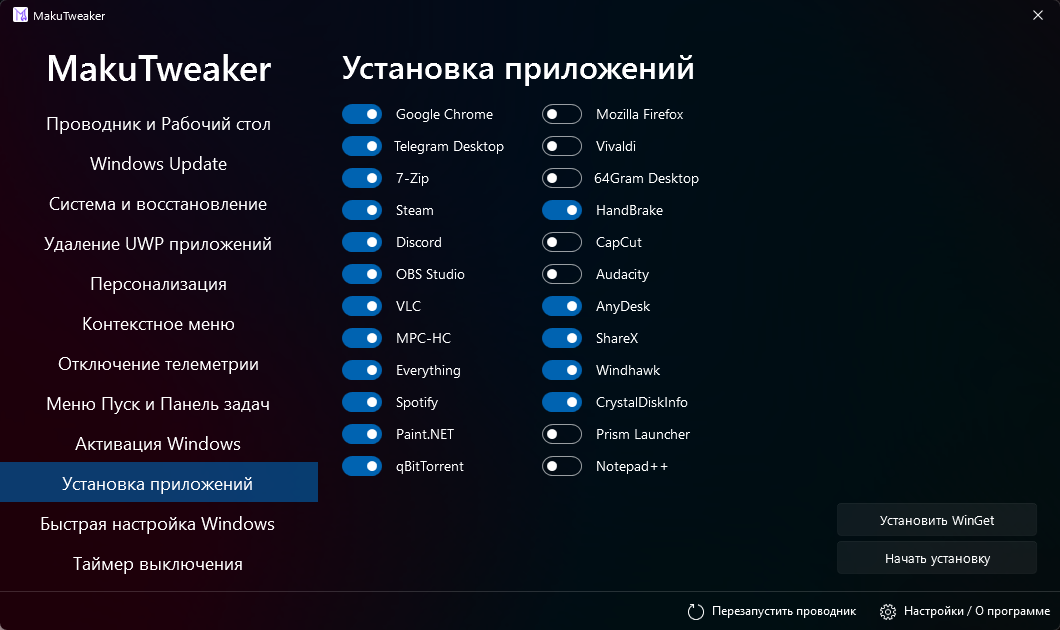 MakuTweaker
MakuTweaker
Проводник и Рабочий стол
Windows Update
Система и восстановление
Удаление UWP приложений
Персонализация
Контекстное меню
Отключение телеметрии
Меню Пуск и Панель задач
Активация Windows
Установка приложений
Быстрая настройка Windows
Таймер выключения
Установка приложений
Google Chrome
Telegram Desktop
7-Zip
Steam
Discord
OBS Studio
VLC
MPC-HC
Everything
Spotify
Paint.NET
qBitTorrent
Mozilla Firefox
Vivaldi
64Gram Desktop
HandBrake
CapCut
Audacity
AnyDesk
ShareX
Windhawk
CrystalDiskInfo
Prism Launcher
Notepad++
Установить WinGet
Начать установку
Перезапустить проводник
Настройки / О программе